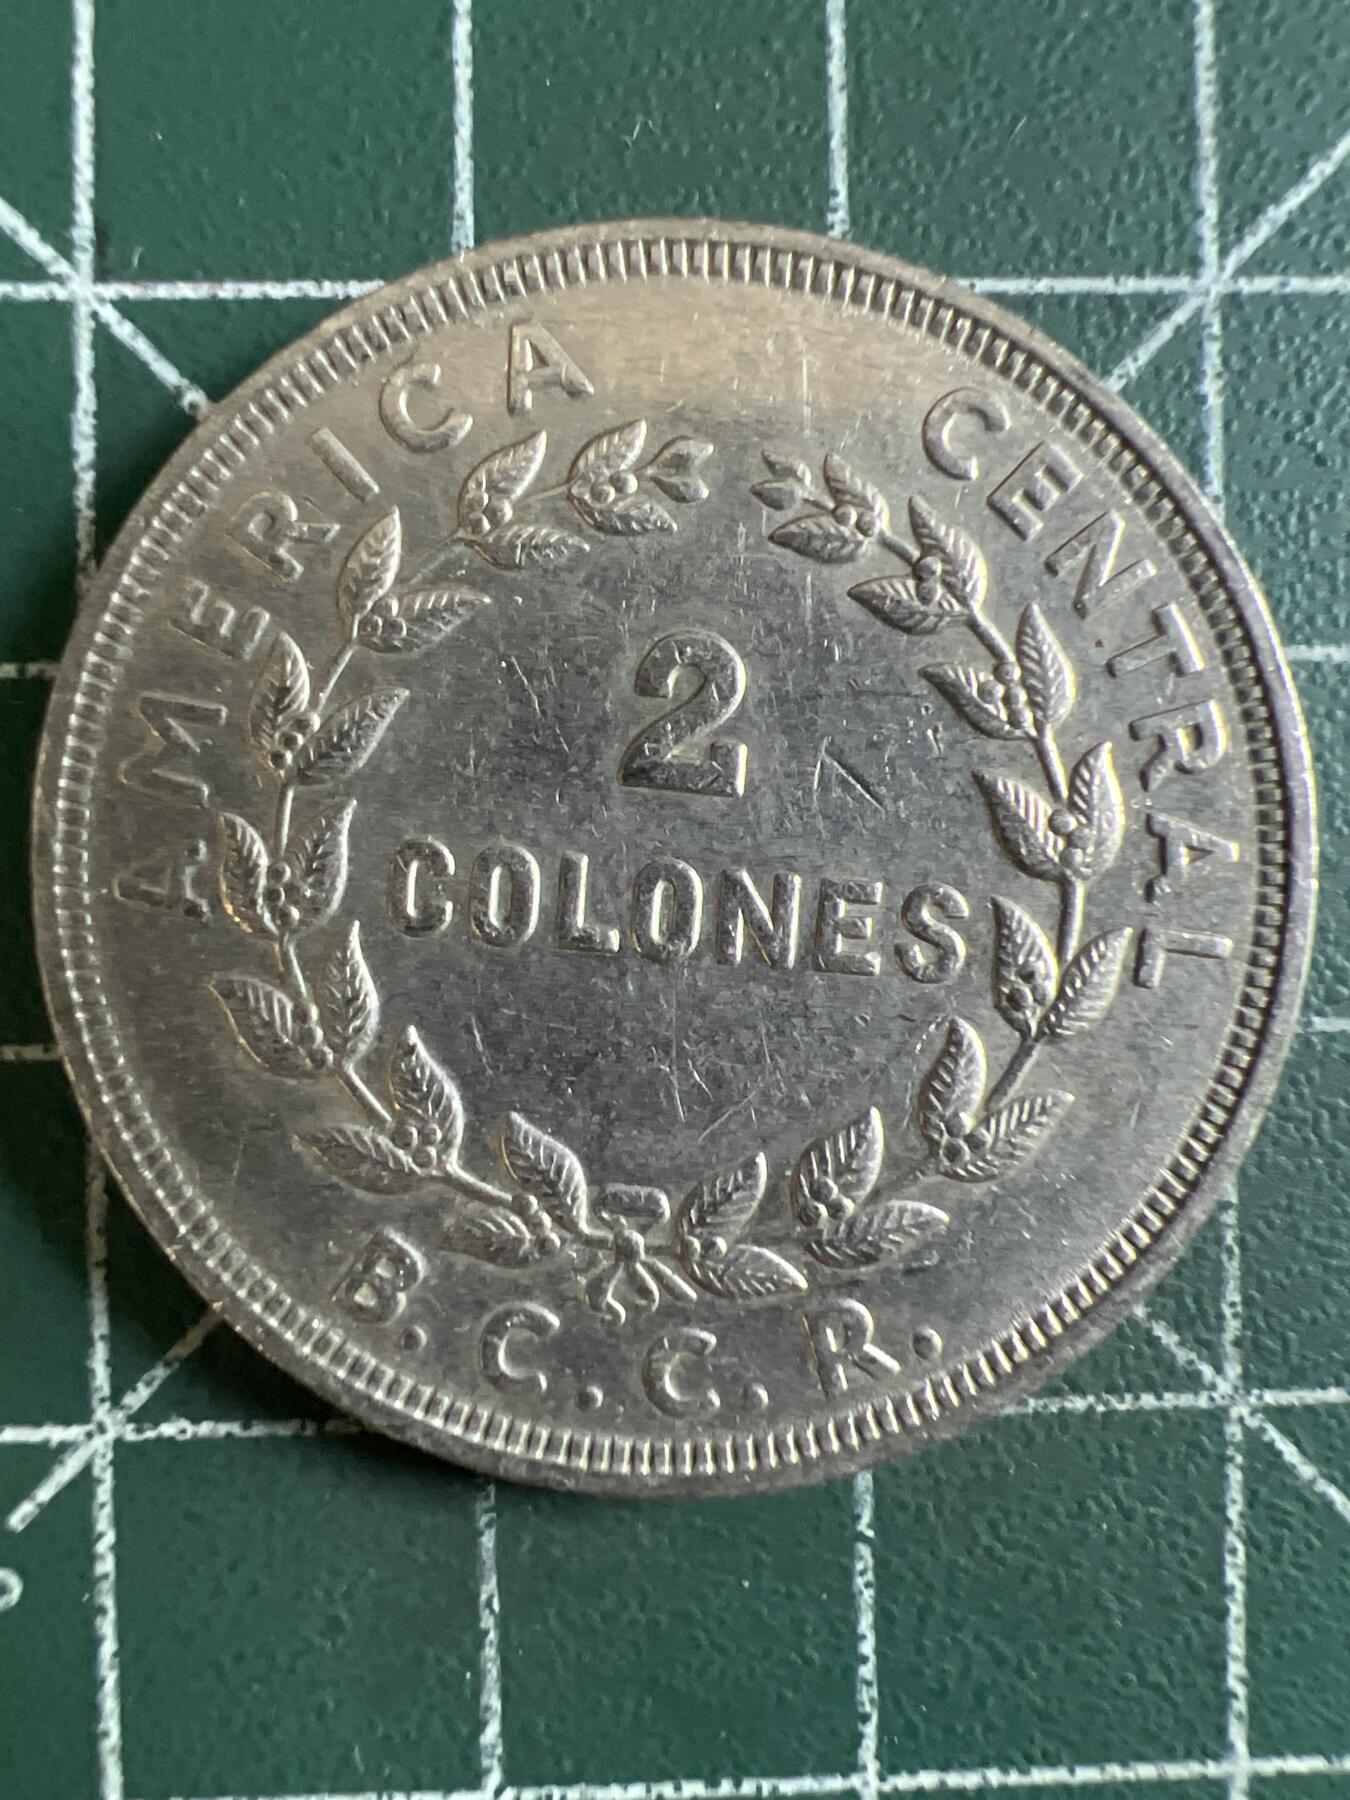 AMERICA CENTRAL
2
COLONES
B.C.C.R.